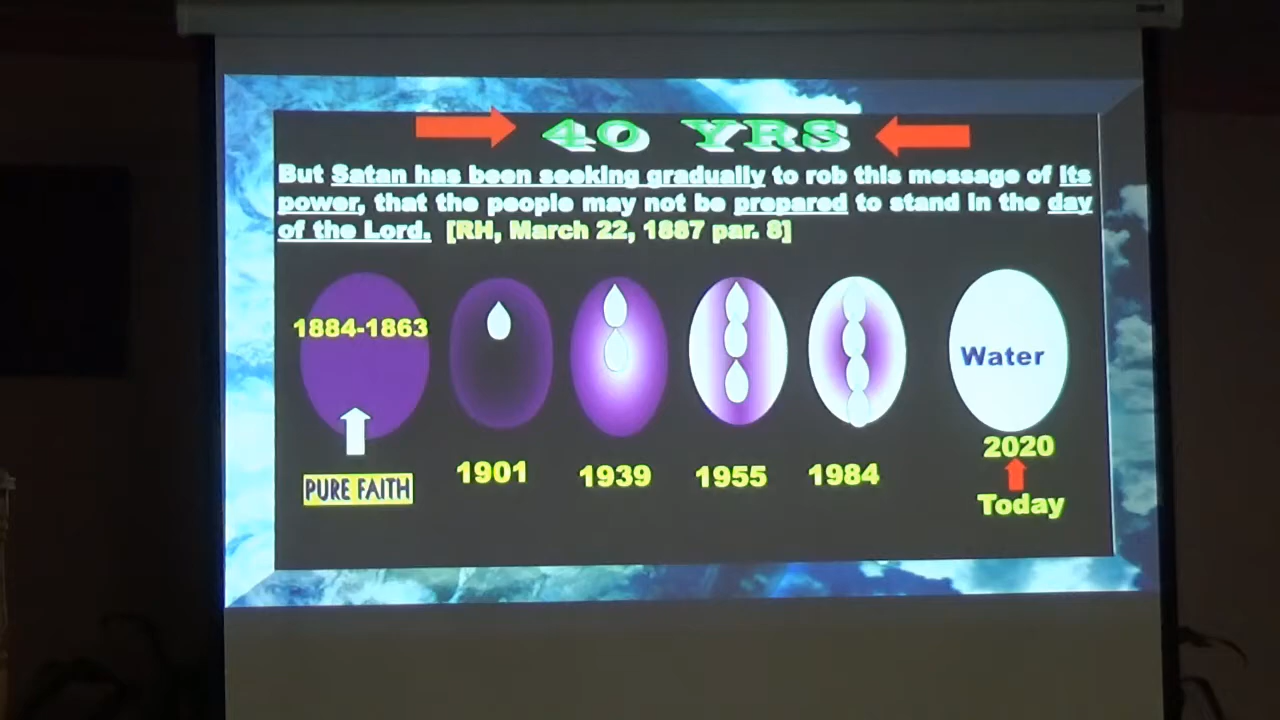 40 YRS
But Satan has been seeking gradually to rob this message of its
power, that the people may not be prepared to stand in the day
of the Lord. [RH, March 22, 1887 par. 8]
1884-1863
Water
2020
1901
1939
1955
1984
PURE FAITH
Today